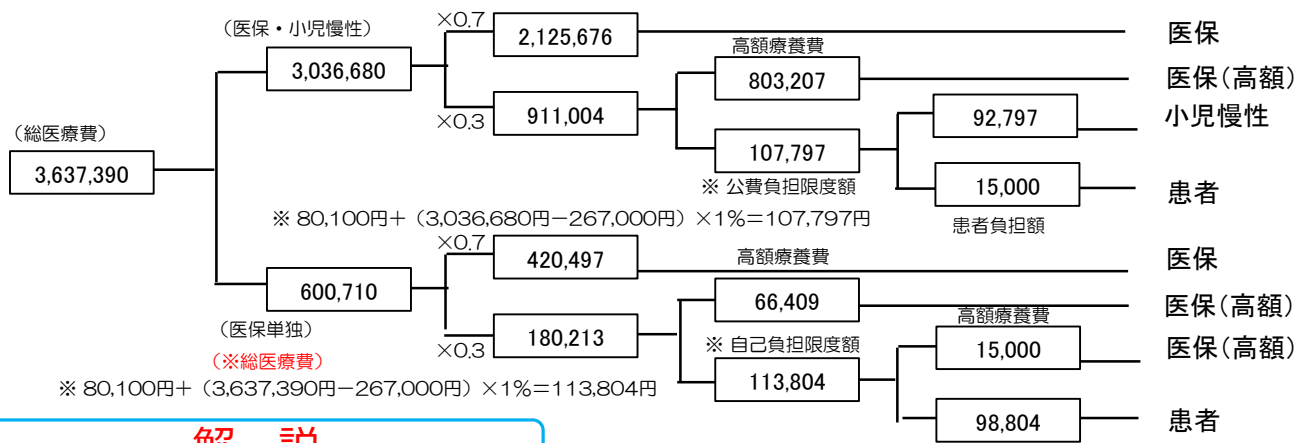 (医保・小児慢性)
×0.7
2,125,676
医保
3,036,680
高額療養費
803,207
医保(高額)
×0.3
911,004
92,797
小児慢性
(総医療費)
3,637,390
107,797
※ 公費負担限度額
15,000
患者
※ 80,100円+(3,036,680円−267,000円)×1%=107,797円
患者負担額
×0.7
420,497
高額療養費
医保
600,710
66,409
医保(高額)
(医保単独)
×0.3
180,213
※ 自己負担限度額
高額療養費
15,000
医保(高額)
(※総医療費)
※ 80,100円+(3,637,390円−267,000円)×1%=113,804円
113,804
98,804
患者
解 説